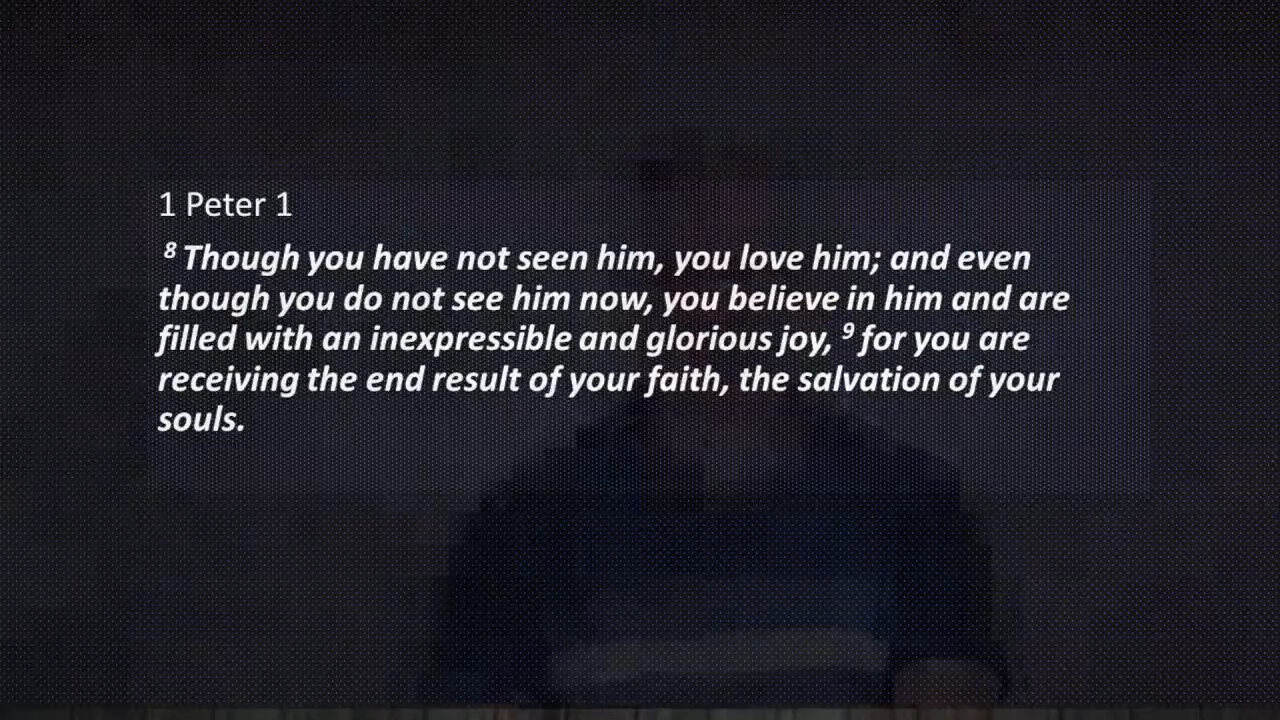 1 Peter 1
8 Though you have not seen him, you love him; and even
though you do not see him now, you believe in him and are
filled with an inexpressible and glorious joy, 9 for you are
receiving the end result of your faith, the salvation of your
souls.